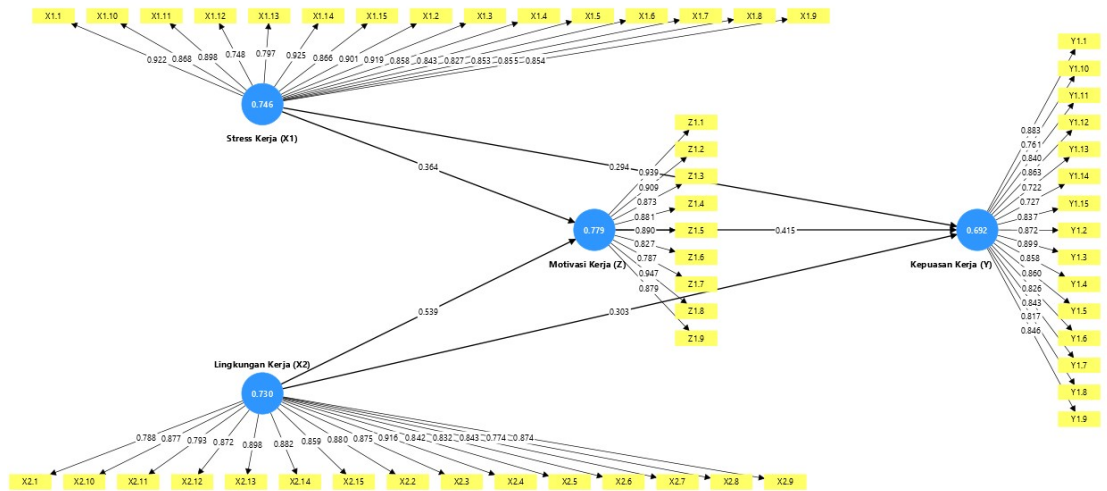 X1.1 X1.10 X1.11 X1.12 X1.13 X1.14 X1.15 X1.2 X1.3 X1.4 X1.5 X1.6 X1.7 X1.8 X1.9
0.922 0.868 0.898 0.748 0.797 0.925 0.866 0.901 0.919 0.858 0.843 0.827 0.853 0.855 0.854
0.746
Stress Kerja (X1)
0.364
0.294
Z1.1
Z1.2
Z1.3
Z1.4
Z1.5
Z1.6
Z1.7
Z1.8
Z1.9
0.939
0.909
0.873
0.881
0.890
0.827
0.787
0.947
0.879
0.779
Motivasi Kerja (Z)
0.415
Y1.1
Y1.10
Y1.11
Y1.12
Y1.13
Y1.14
Y1.15
Y1.2
Y1.3
Y1.4
Y1.5
Y1.6
Y1.7
Y1.8
Y1.9
0.883
0.761
0.840
0.863
0.722
0.727
0.837
0.872
0.899
0.858
0.860
0.826
0.843
0.817
0.846
0.692
Kepuasan Kerja (Y)
0.539
0.303
Lingkungan Kerja (X2)
0.730
0.788 0.877 0.793 0.872 0.898 0.882 0.859 0.880 0.875 0.916 0.842 0.832 0.843 0.774 0.874
X2.1 X2.10 X2.11 X2.12 X2.13 X2.14 X2.15 X2.2 X2.3 X2.4 X2.5 X2.6 X2.7 X2.8 X2.9